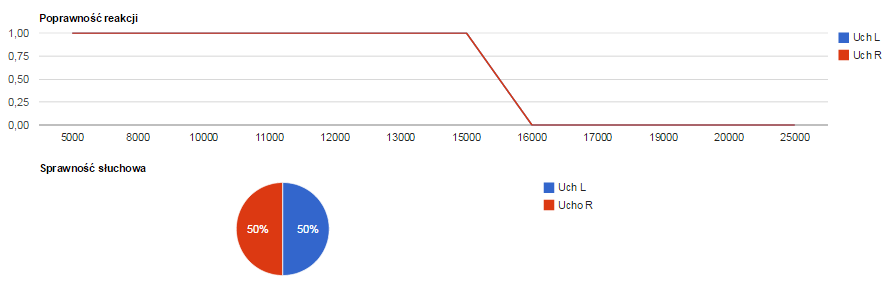 Poprawność reakcji
1,00
0,75
0,50
0,25
0,00
5000 8000 10000 11000 12000 13000 15000 16000 17000 19000 20000 25000
Uch L
Uch R
Sprawność słuchowa
50% 50%
Uch L
Ucho R